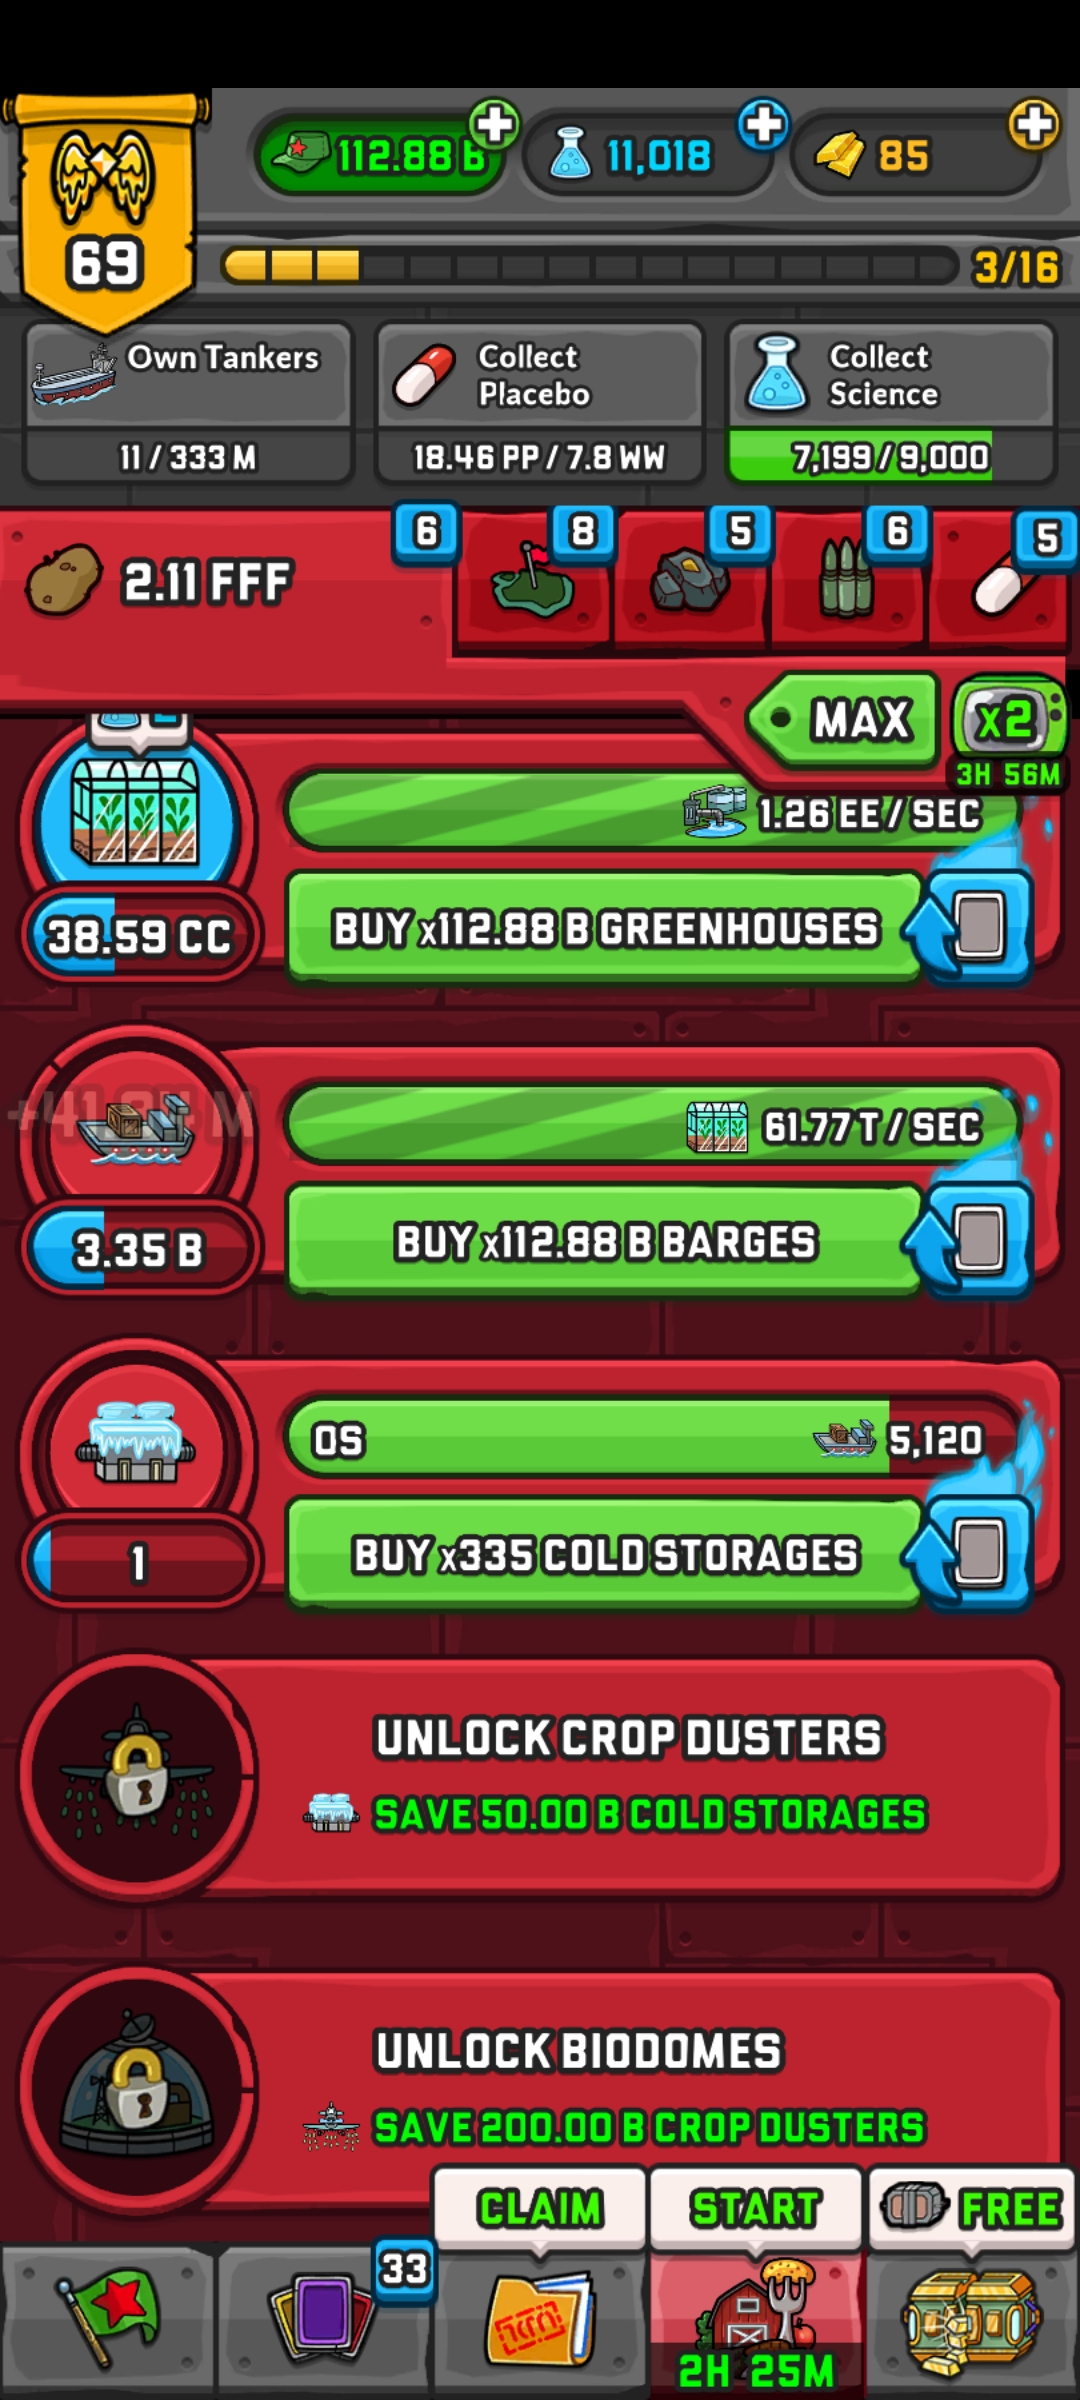 112.88 B
11,018
85
69
3/16
Own Tankers
11 / 333 M
Collect
Placebo
18.46 PP / 7.8 WW
Collect
Science
7,199 / 9,000
2.11 FFF
6
8
5
6
5
MAX
x2
3H 56M
1.26 EE / SEC
38.59 CC
BUY x112.88 B GREENHOUSES
61.77 T / SEC
3.35 B
BUY x112.88 B BARGES
0S
5,120
1
BUY x335 COLD STORAGES
UNLOCK CROP DUSTERS
SAVE 50.00 B COLD STORAGES
UNLOCK BIODOMES
SAVE 200.00 B CROP DUSTERS
CLAIM
START
FREE
33
2H 25M